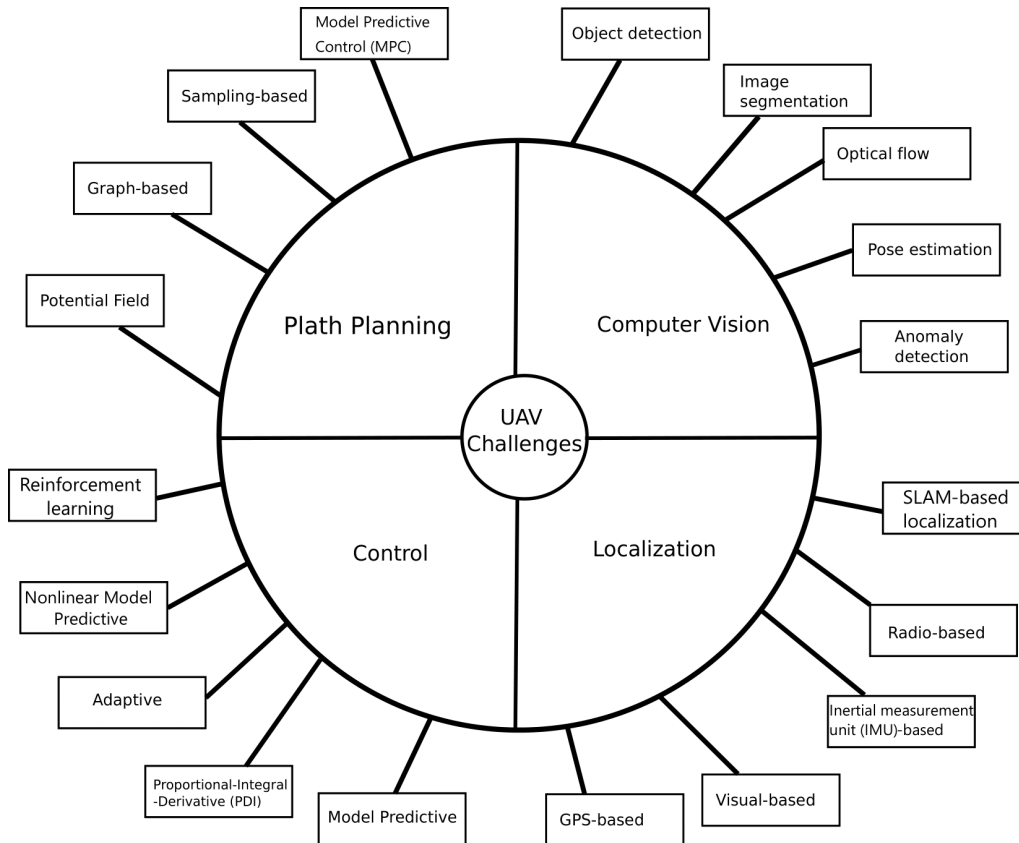 Model Predictive
Control (MPC)
Object detection
Sampling-based
Image
segmentation
Optical flow
Graph-based
Pose estimation
Potential Field
Plath Planning
Computer Vision
Anomaly
detection
UAV
Challenges
Reinforcement
learning
SLAM-based
localization
Control
Localization
Nonlinear Model
Predictive
Radio-based
Adaptive
Inertial measurement
unit (IMU)-based
Proportional-Integral
-Derivative (PDI)
Visual-based
Model Predictive
GPS-based